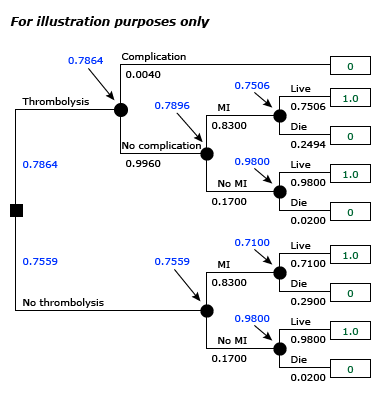 For illustration purposes only
Complication
0.7864
0.0040
0
0.7506
Live
1.0
Thrombolysis
0.7896
MI
0.7506
Die
0.8300
0
No complication
0.2494
0.7864
0.9960
0.9800
Live
1.0
0.9800
No MI
Die
0.1700
0
0.0200
0.7100
Live
1.0
0.7559
0.7559
MI
0.7100
Die
0.8300
0
0.2900
No thrombolysis
0.9800
Live
1.0
No MI
0.9800
0.1700
Die
0
0.0200